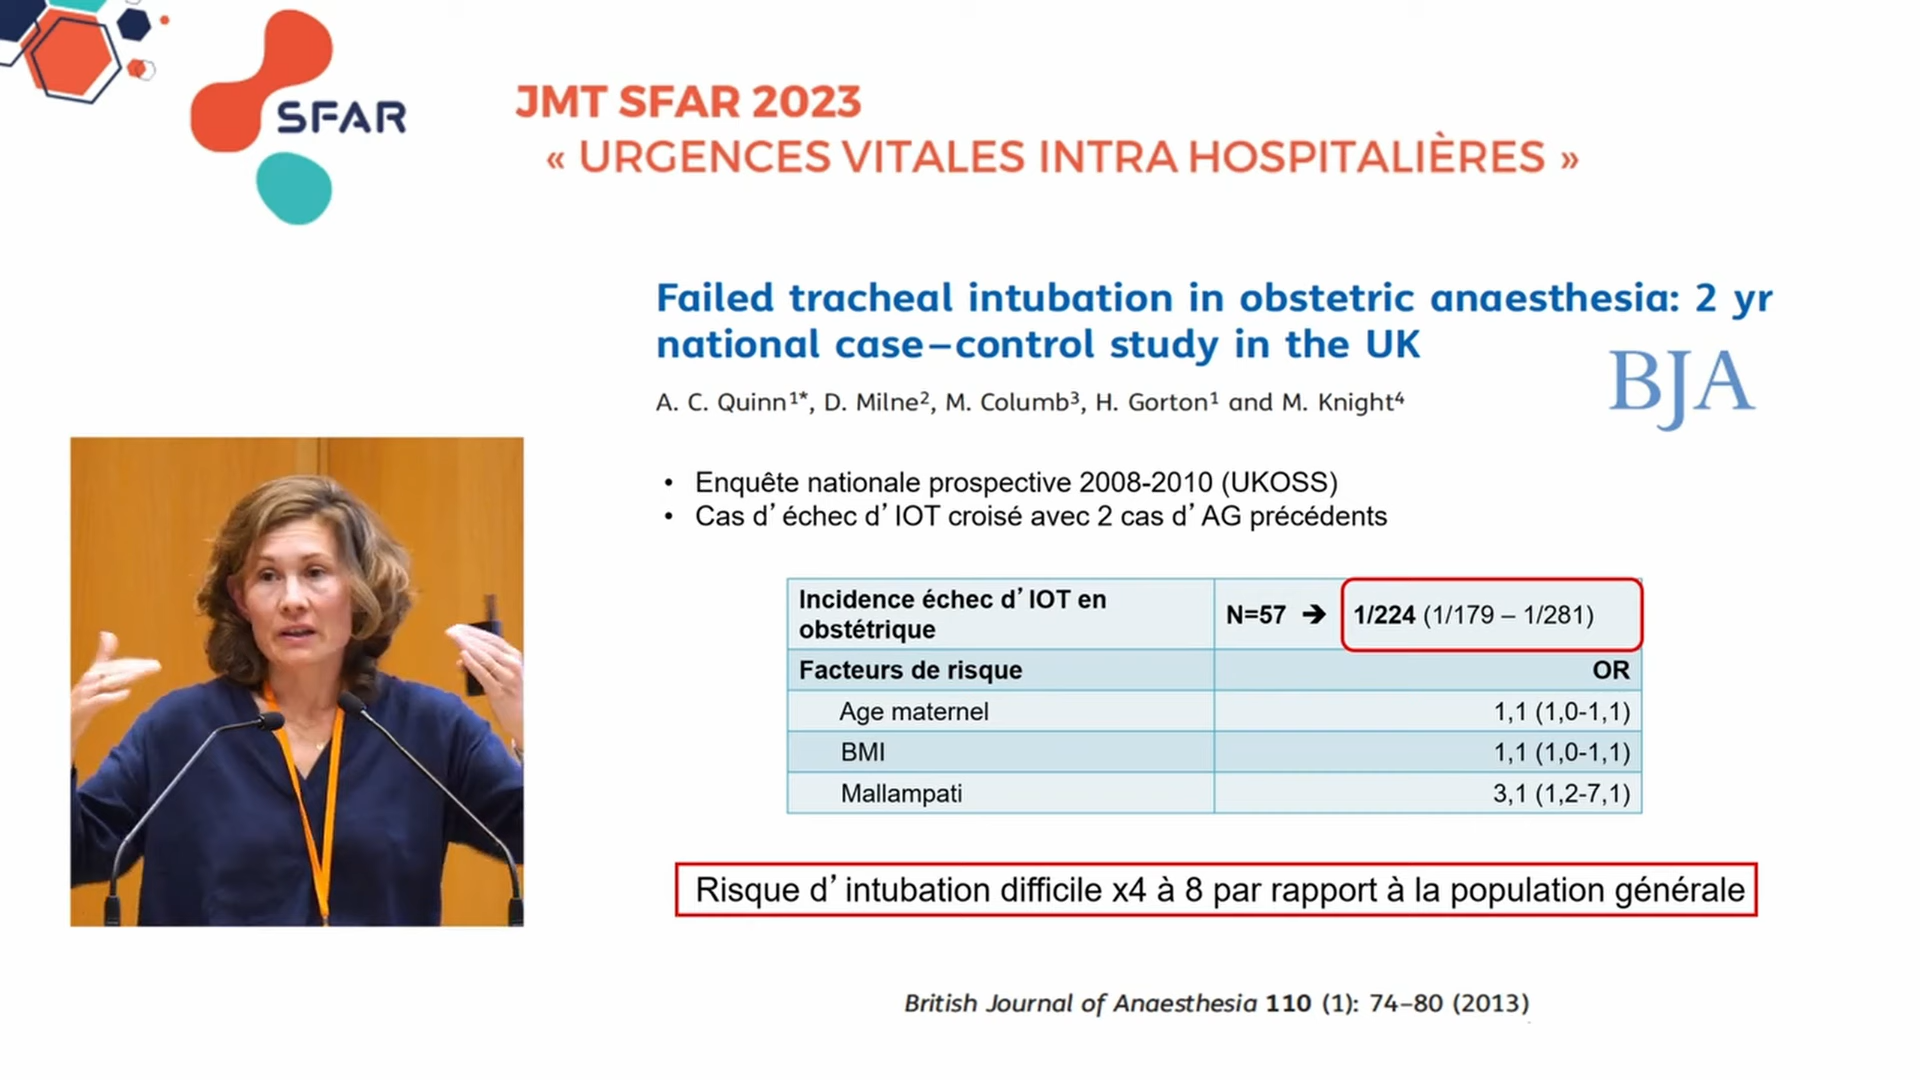 SFAR
JMT SFAR 2023
« URGENCES VITALES INTRA HOSPITALIÈRES »
Failed tracheal intubation in obstetric anaesthesia: 2 yr
national case–control study in the UK
BJA
A. C. Quinn1*, D. Milne2, M. Columb3, H. Gorton1 and M. Knight4
• Enquête nationale prospective 2008-2010 (UKOSS)
• Cas d’échec d’IOT croisé avec 2 cas d’AG précédents
Incidence échec d’IOT en
obstétrique
N=57 ➔ 1/224 (1/179 – 1/281)
Facteurs de risque OR
Age maternel 1,1 (1,0-1,1)
BMI 1,1 (1,0-1,1)
Mallampati 3,1 (1,2-7,1)
Risque d’intubation difficile x4 à 8 par rapport à la population générale
British Journal of Anaesthesia 110 (1): 74–80 (2013)